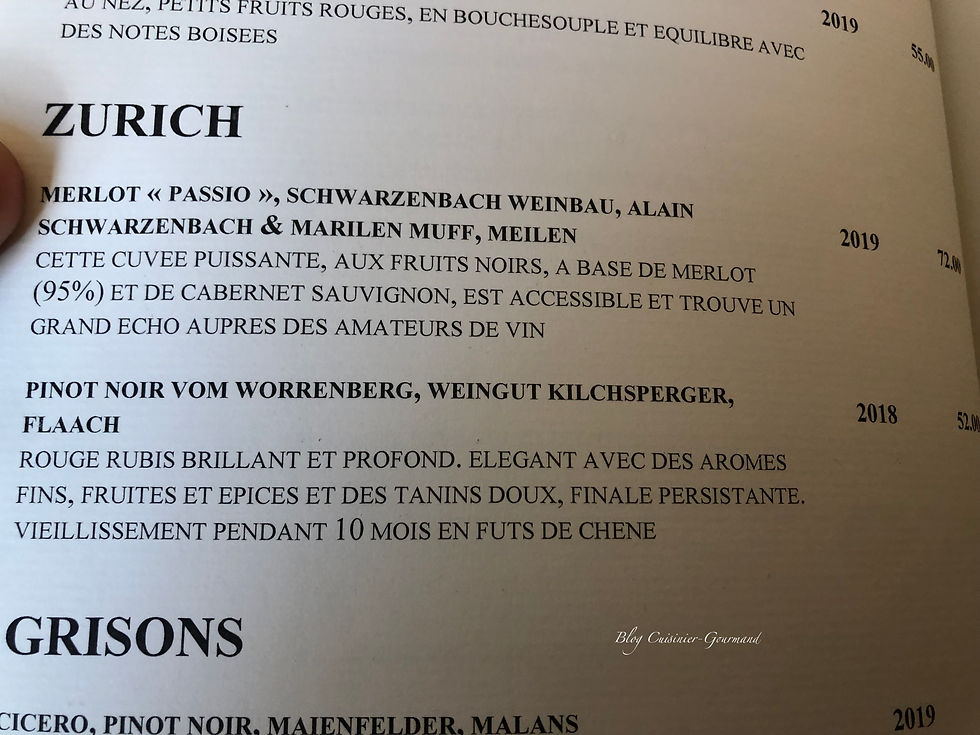 AU NEZ, PETITS FRUITS ROUGES, EN BOUCHESOUPLE ET EQUILIBRE AVEC 2019
DES NOTES BOISEES 55.00
ZURICH
MERLOT « PASSIO », SCHWARZENBACH WEINBAU, ALAIN
SCHWARZENBACH & MARILEN MUFF, MEILEN 2019
CETTE CUVEE PUISSANTE, AUX FRUITS NOIRS, A BASE DE MERLOT 72.00
(95%) ET DE CABERNET SAUVIGNON, EST ACCESSIBLE ET TROUVE UN
GRAND ECHO AUPRES DES AMATEURS DE VIN
PINOT NOIR VOM WORRENBERG, WEINGUT KILCHSPERGER,
FLAACH 2018 52.00
ROUGE RUBIS BRILLANT ET PROFOND. ELEGANT AVEC DES AROMES
FINS, FRUITES ET EPICES ET DES TANINS DOUX, FINALE PERSISTANTE.
VIEILLISSEMENT PENDANT 10 MOIS EN FUTS DE CHENE
GRISONS
Blog Cuisinier-Gourmand
CICERO, PINOT NOIR, MAIENFELDER, MALANS 2019